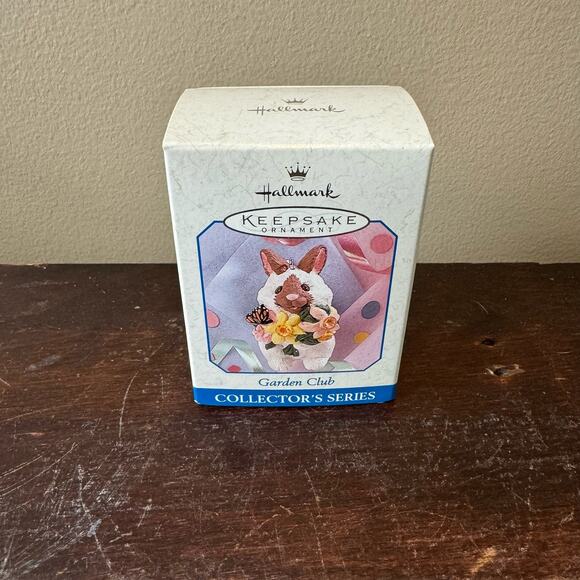 Hallmark
Hallmark
KEEPSAKE
ORNAMENT
Garden Club
COLLECTOR'S SERIES